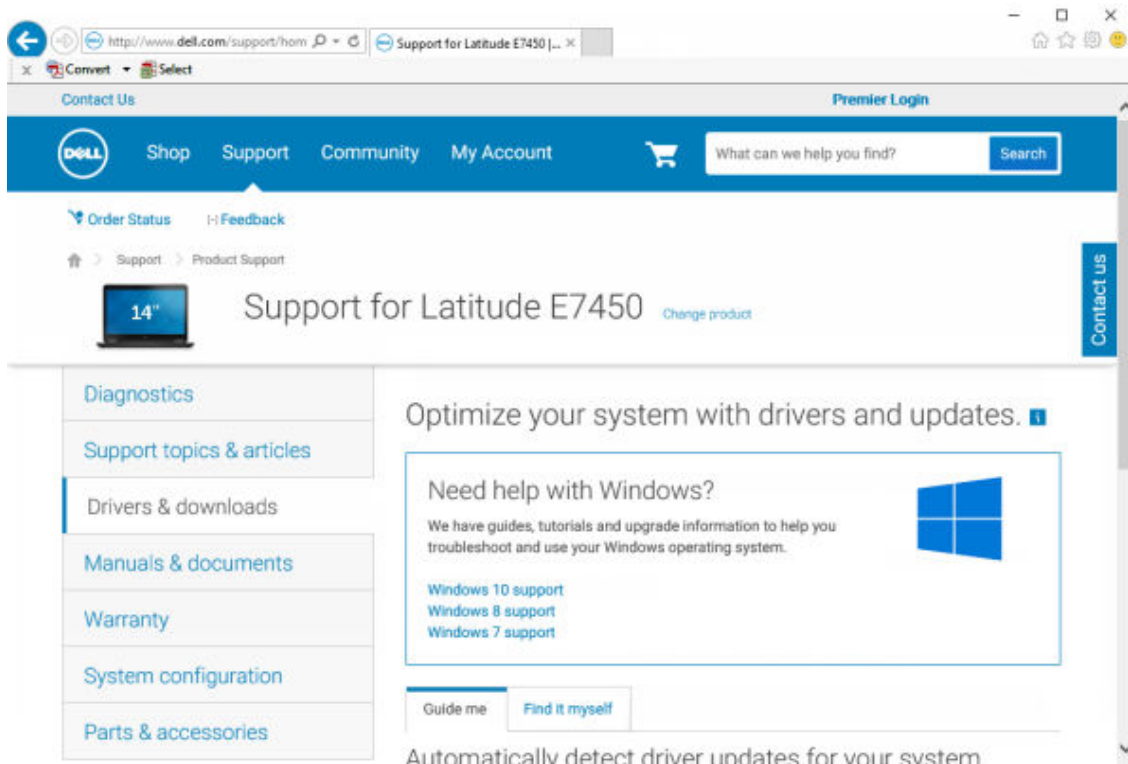 http://www.dell.com/support/hom
Support for Latitude E7450 |...
x Convert Select
Contact Us Premier Login
DELL Shop Support Community My Account What can we help you find? Search
Order Status [-] Feedback
Support > Product Support
Contact us
14"
Support for Latitude E7450 Change product
Diagnostics
Support topics & articles
Drivers & downloads
Manuals & documents
Warranty
System configuration
Parts & accessories
Optimize your system with drivers and updates.
Need help with Windows?
We have guides, tutorials and upgrade information to help you
troubleshoot and use your Windows operating system.
Windows 10 support
Windows 8 support
Windows 7 support
Guide me Find it myself
Automatically detect driver updates for your system